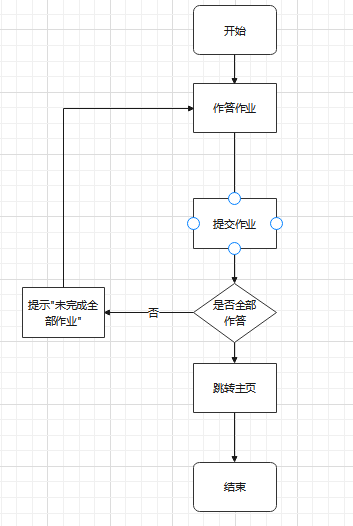 开始
作答作业
提交作业
是否全部
作答
否
提示"未完成全
部作业"
跳转主页
结束